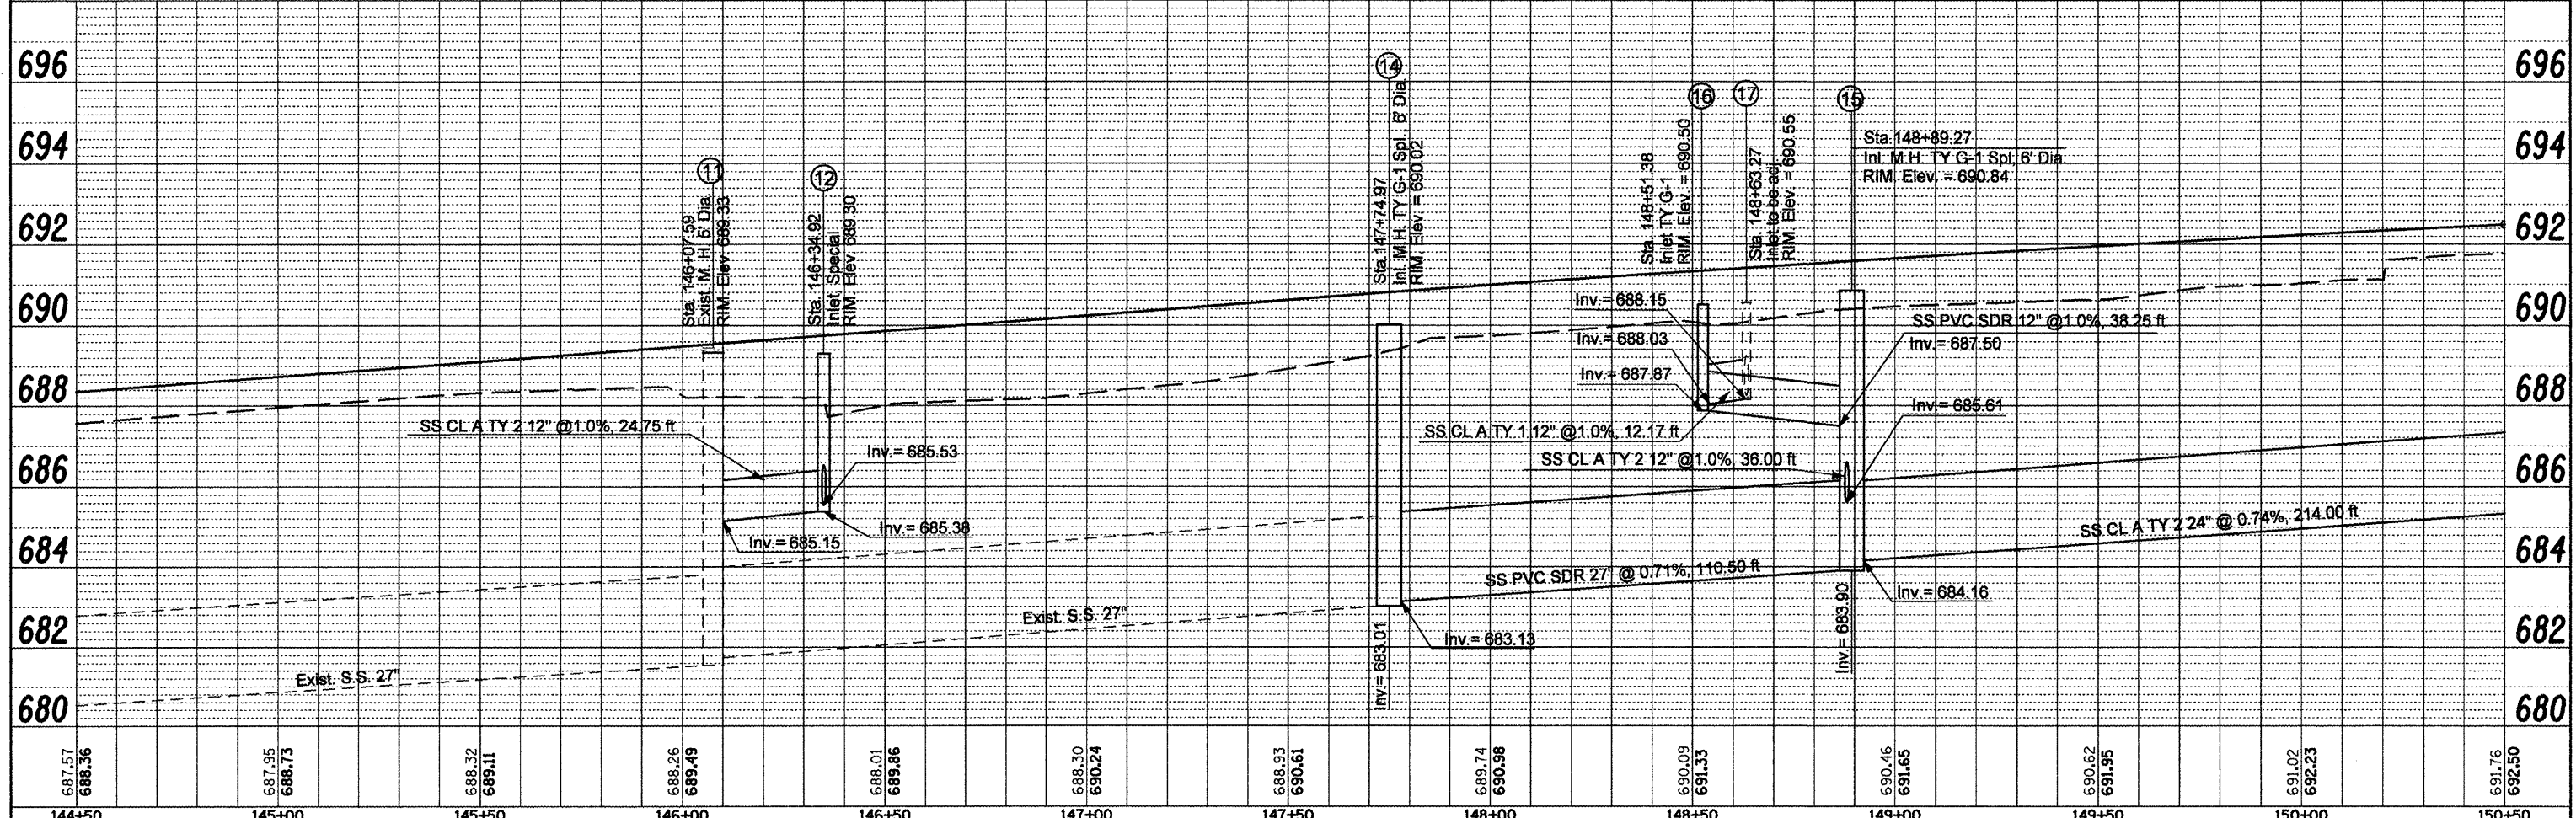 696
696
694
694
692
692
690
690
688
688
686
686
684
684
682
682
680
680
11
Sta. 146+07.59
Exist. M. H. 5' Dia.
RIM. Elev. 689.33
12
Sta. 146+34.92
Inlet, Special
RIM. Elev. 689.30
14
Sta.147+74.97
Inl. M.H. TY G-1 Spl., 6' Dia.
RIM. Elev. = 690.02
16
Sta. 148+51.38
Inlet TY G-1
RIM. Elev. = 690.50
17
Sta. 148+63.27
Inlet to be adj.
RIM. Elev. = 690.55
15
Sta.148+89.27
Inl. M.H. TY G-1 Spl, 6' Dia.
RIM. Elev. = 690.84
Inv.= 688.15
Inv.= 688.03
Inv.= 687.87
SS PVC SDR 12" @1.0%, 38.25 ft
Inv.= 687.50
Inv= 685.61
SS CL A TY 2 12" @1.0%, 24.75 ft
Inv.= 685.53
Inv.= 685.38
Inv.= 685.15
SS CL A TY 1 12" @1.0%, 12.17 ft
SS CL A TY 2 12" @1.0%, 36.00 ft
SS CL A TY 2 24" @ 0.74%, 214.00 ft
SS PVC SDR 27" @ 0.71%, 110.50 ft
Inv.= 684.16
Inv.= 683.90
Inv.= 683.13
Inv.= 683.01
Exist. S.S. 27"
Exist. S.S. 27"
687.57
688.36
687.95
688.73
688.32
689.11
688.26
689.49
688.01
689.86
688.30
690.24
688.93
690.61
689.74
690.98
690.09
691.33
690.46
691.65
690.62
691.95
691.02
692.23
691.76
692.50
144+50
145+00
145+50
146+00
146+50
147+00
147+50
148+00
148+50
149+00
149+50
150+00
150+50